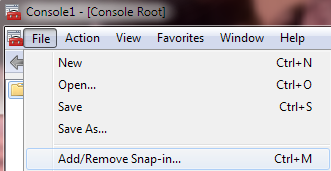 Console1 - [Console Root]
File Action View Favorites Window Help
New Ctrl+N
Open... Ctrl+O
Save Ctrl+S
Save As...
Add/Remove Snap-in... Ctrl+M